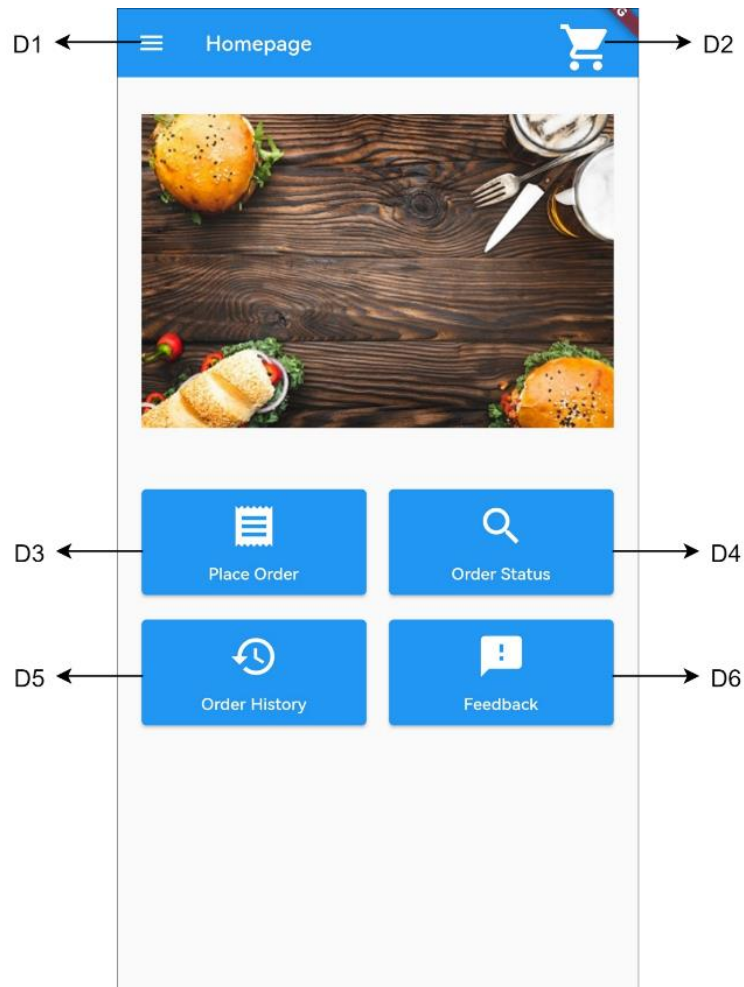 D1
Homepage
D2
D3
Place Order
Order Status
D4
D5
Order History
Feedback
D6